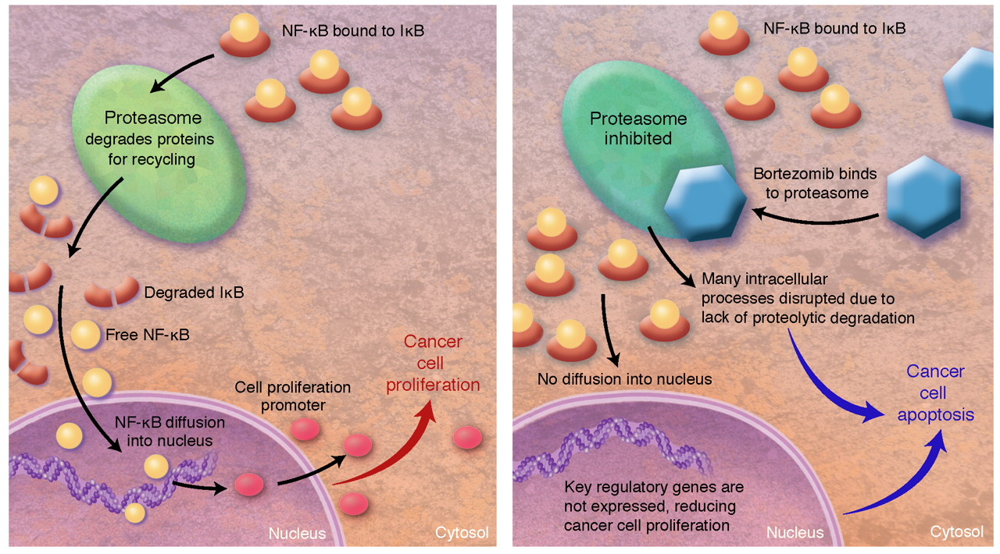 NF-κB bound to IκB
Proteasome
degrades proteins
for recycling
Degraded IκB
Free NF-κB
Cancer
cell
proliferation
Cell proliferation
promoter
NF-κB diffusion
into nucleus
Nucleus
Cytosol
NF-κB bound to IκB
Proteasome
inhibited
Bortezomib binds
to proteasome
Many intracellular
processes disrupted due to
lack of proteolytic degradation
No diffusion into nucleus
Cancer
cell
apoptosis
Key regulatory genes are
not expressed, reducing
cancer cell proliferation
Nucleus
Cytosol